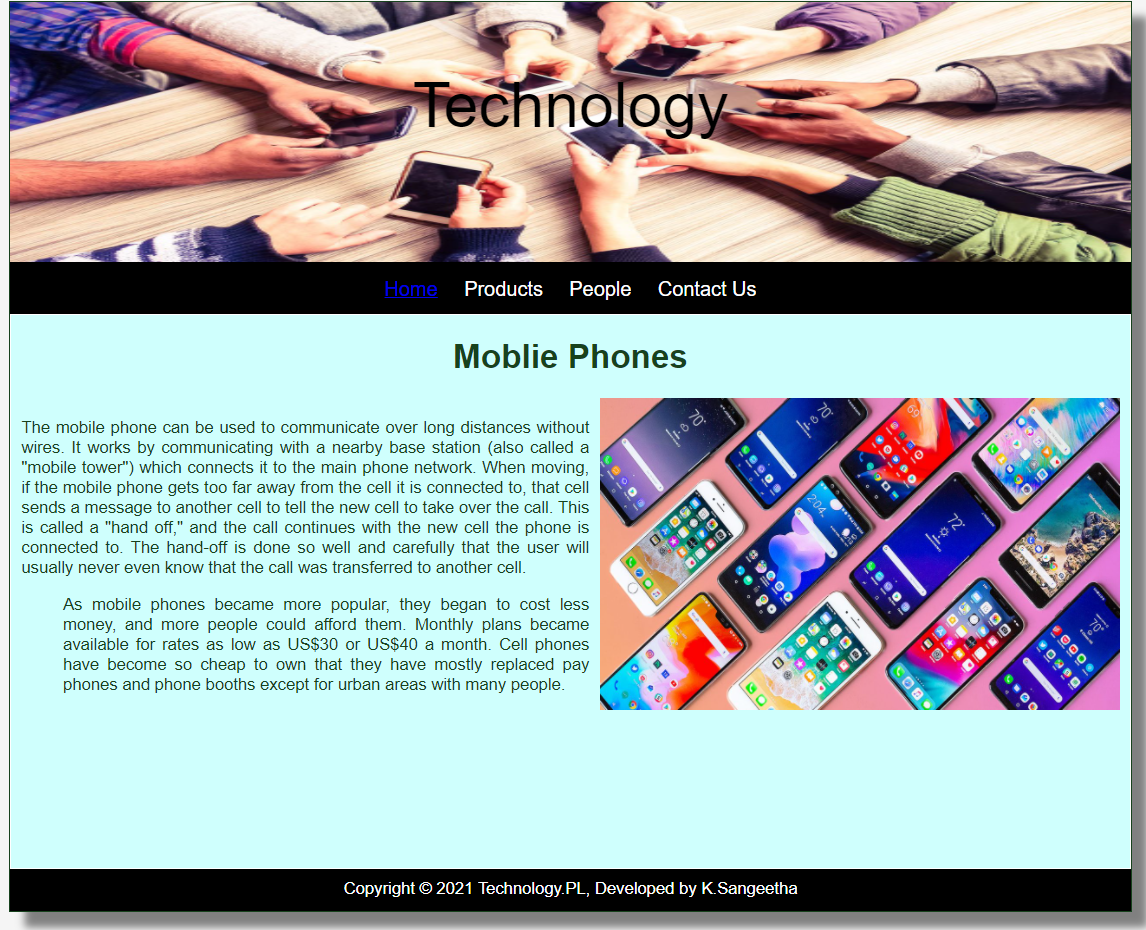 Technology
Home Products People Contact Us
Moblie Phones
The mobile phone can be used to communicate over long distances without
wires. It works by communicating with a nearby base station (also called a
"mobile tower") which connects it to the main phone network. When moving,
if the mobile phone gets too far away from the cell it is connected to, that cell
sends a message to another cell to tell the new cell to take over the call. This
is called a "hand off," and the call continues with the new cell the phone is
connected to. The hand-off is done so well and carefully that the user will
usually never even know that the call was transferred to another cell.
As mobile phones became more popular, they began to cost less
money, and more people could afford them. Monthly plans became
available for rates as low as US$30 or US$40 a month. Cell phones
have become so cheap to own that they have mostly replaced pay
phones and phone booths except for urban areas with many people.
70°
70°
69
2:04
72°
70°
Copyright © 2021 Technology.PL, Developed by K.Sangeetha